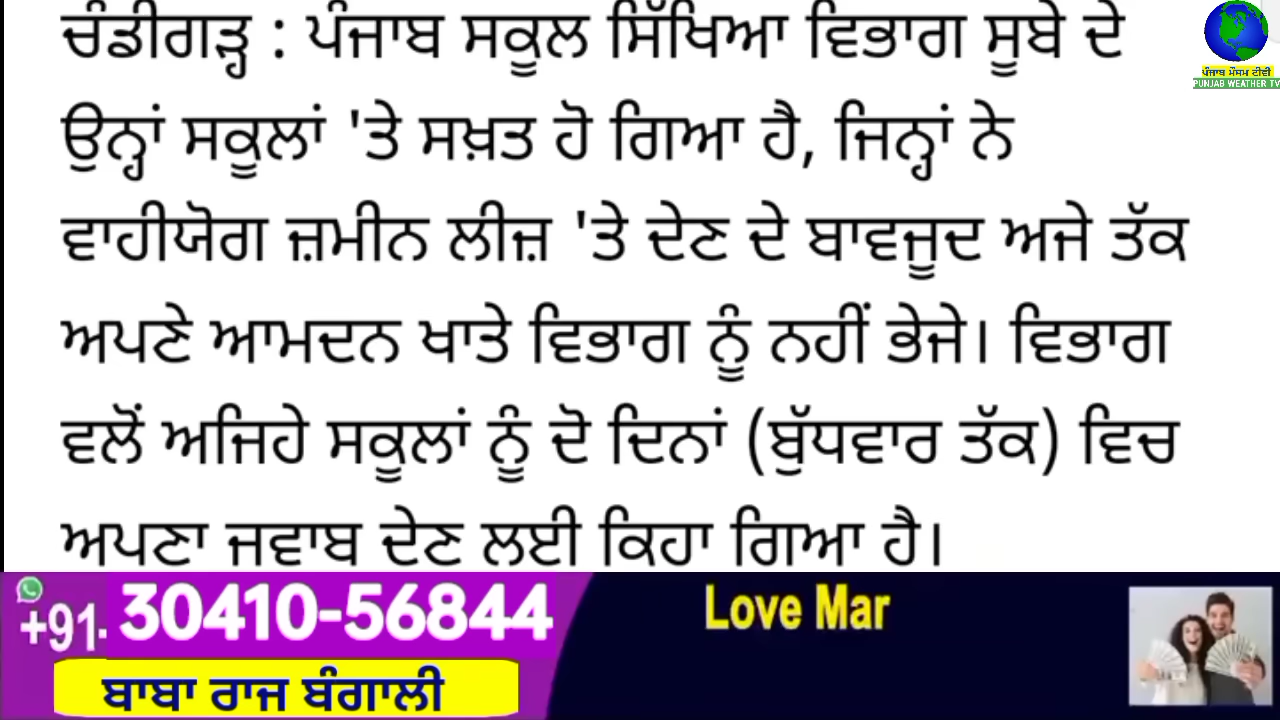 ਚੰਡੀਗੜ੍ਹ : ਪੰਜਾਬ ਸਕੂਲ ਸਿੱਖਿਆ ਵਿਭਾਗ ਸੂਬੇ ਦੇ
ਉਨ੍ਹਾਂ ਸਕੂਲਾਂ 'ਤੇ ਸਖ਼ਤ ਹੋ ਗਿਆ ਹੈ, ਜਿਨ੍ਹਾਂ ਨੇ
ਵਾਹੀਯੋਗ ਜ਼ਮੀਨ ਲੀਜ਼ 'ਤੇ ਦੇਣ ਦੇ ਬਾਵਜੂਦ ਅਜੇ ਤੱਕ
ਅਪਣੇ ਆਮਦਨ ਖਾਤੇ ਵਿਭਾਗ ਨੂੰ ਨਹੀਂ ਭੇਜੇ। ਵਿਭਾਗ
ਵਲੋਂ ਅਜਿਹੇ ਸਕੂਲਾਂ ਨੂੰ ਦੋ ਦਿਨਾਂ (ਬੁੱਧਵਾਰ ਤੱਕ) ਵਿਚ
ਅਪਣਾ ਜਵਾਬ ਦੇਣ ਲਈ ਕਿਹਾ ਗਿਆ ਹੈ।
ਪੰਜਾਬ ਮੌਸਮ ਟੀਵੀ
PUNJAB WEATHER TV
+91- 30410-56844
ਬਾਬਾ ਰਾਜ ਬੰਗਾਲੀ
Love Mar